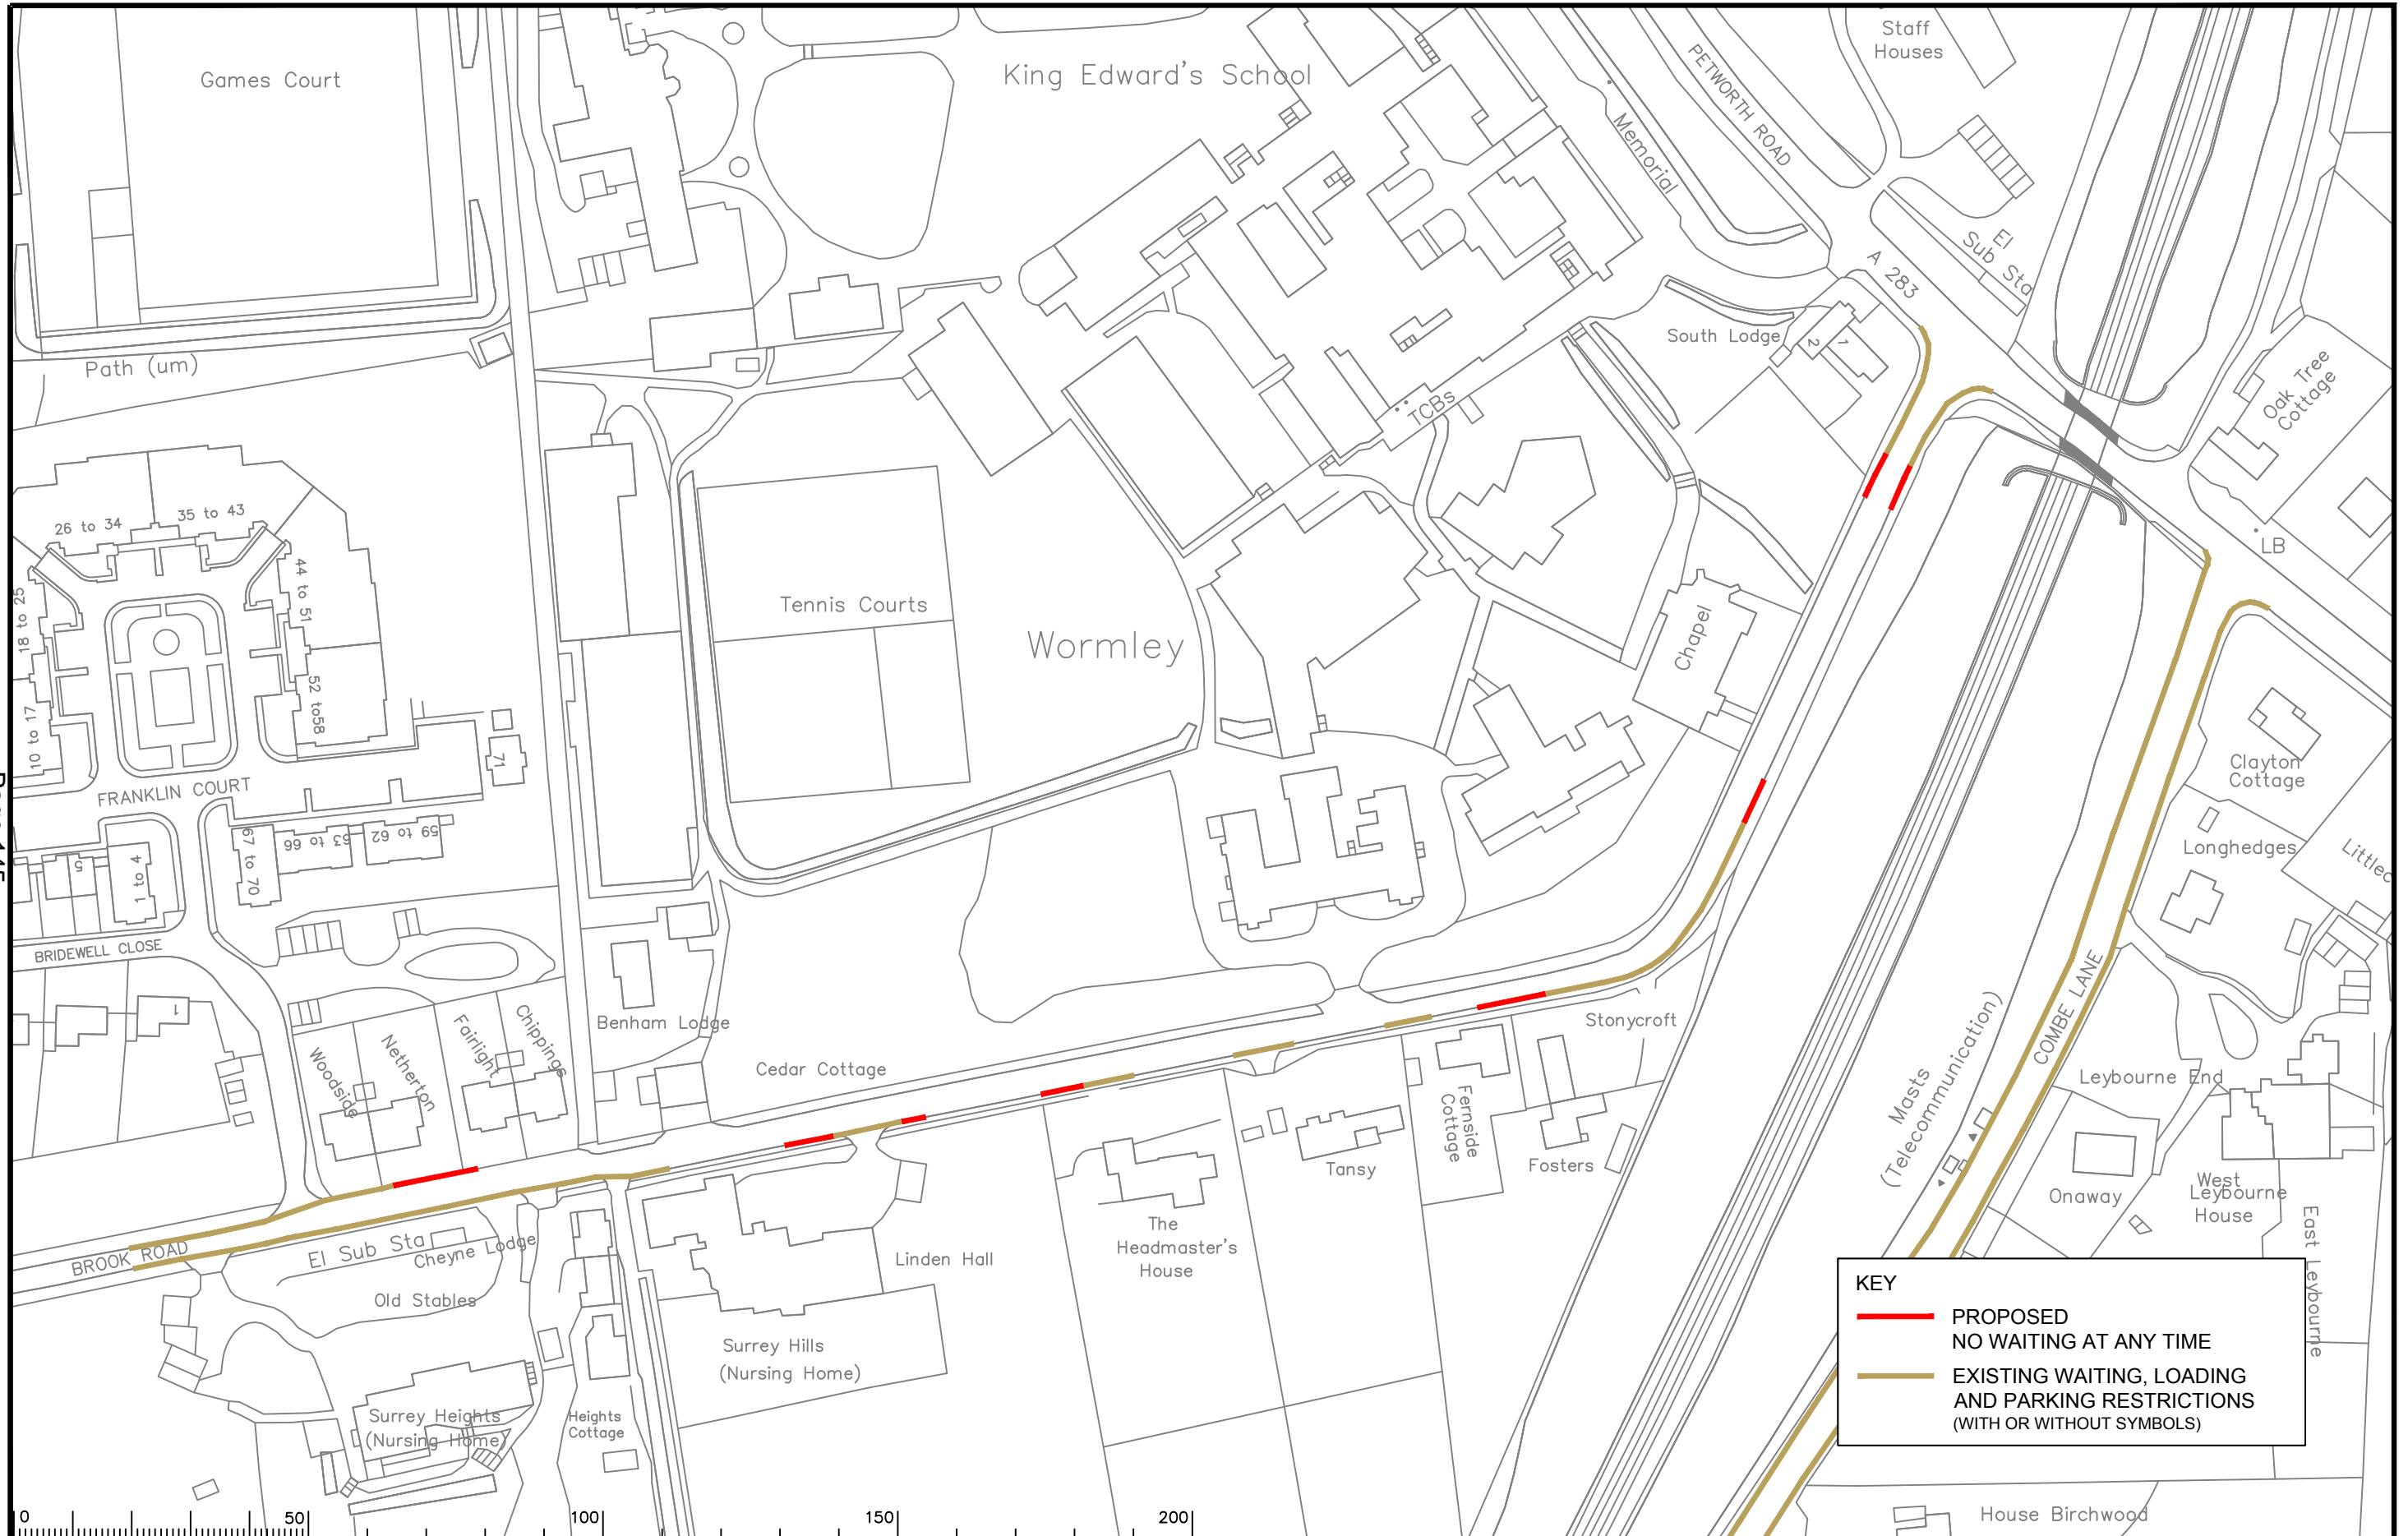 Games Court
King Edward's School
Staff
Houses
PETWORTH ROAD
Memorial
El
Sub Sta
A 283
Path (um)
South Lodge
2
1
Oak Tree
Cottage
TCBs
26 to 34
35 to 43
LB
44 to 51
18 to 25
Tennis Courts
Wormley
Chapel
52 to58
10 to 17
71
Clayton
Cottage
FRANKLIN COURT
59 to 62
63 to 66
67 to 70
1 to 4
5
Longhedges
BRIDEWELL CLOSE
COMBE LANE
1
Benham Lodge
Stonycroft
Chippings
Fairlight
Netherton
Woodside
Cedar Cottage
Masts
(Telecommunication)
Leybourne End
Fernside
Cottage
Tansy
Fosters
Onaway
West
Leybourne
House
East Leybourne
BROOK ROAD
El Sub Sta
Cheyne Lodge
Linden Hall
The
Headmaster's
House
Old Stables
Surrey Hills
(Nursing Home)
Surrey Heights
(Nursing Home)
Heights
Cottage
KEY
PROPOSED
NO WAITING AT ANY TIME
EXISTING WAITING, LOADING
AND PARKING RESTRICTIONS
(WITH OR WITHOUT SYMBOLS)
House Birchwood
0
50
100
150
200